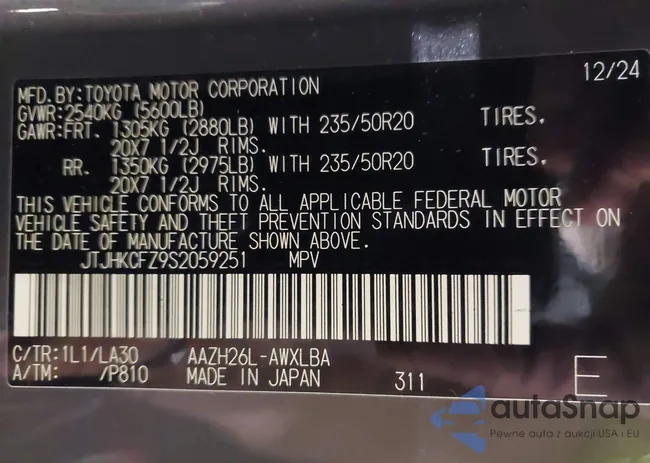 MFD.BY:TOYOTA MOTOR CORPORATION 12/24
GVWR:2540KG (5600LB)
GAWR:FRT. 1305KG (2880LB) WITH 235/50R20 TIRES.
20X7 1/2J RIMS.
RR. 1350KG (2975LB) WITH 235/50R20 TIRES.
20X7 1/2J RIMS.
THIS VEHICLE CONFORMS TO ALL APPLICABLE FEDERAL MOTOR
VEHICLE SAFETY AND THEFT PREVENTION STANDARDS IN EFFECT ON
THE DATE OF MANUFACTURE SHOWN ABOVE.
JTJHKCFZ9S2059251 MPV
C/TR:1L1/LA30 AAZH26L-AWXLBA
A/TM: /P810 MADE IN JAPAN 311 E
autoSnap
Pewne auta z aukcji USA i EU